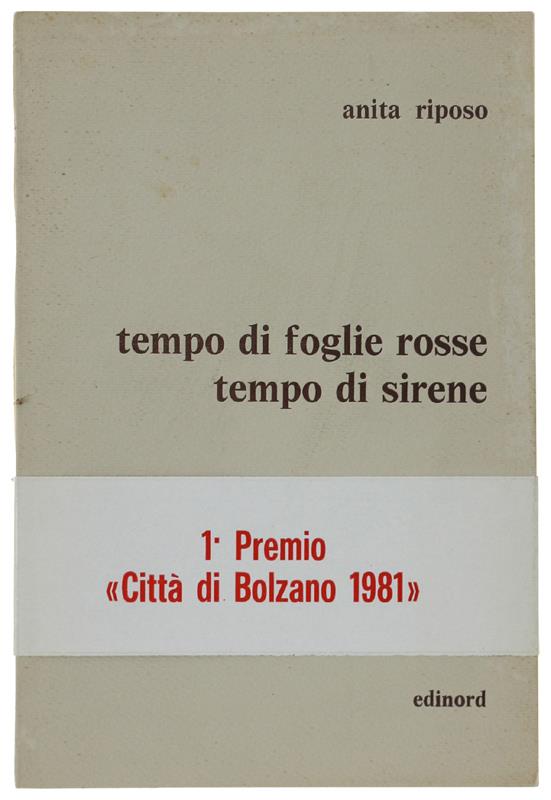 anita riposo
tempo di foglie rosse
tempo di sirene
1· Premio
«Città di Bolzano 1981»
edinord